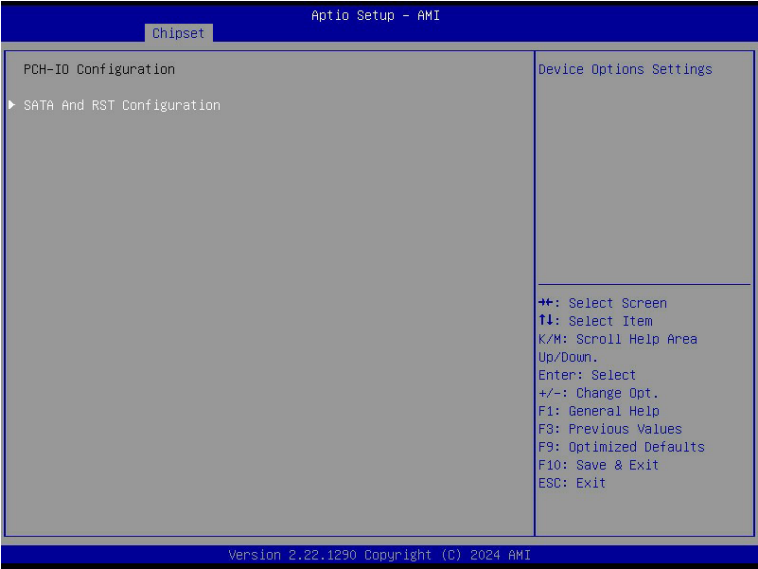 Aptio Setup – AMI
Chipset
PCH-IO Configuration
SATA And RST Configuration
Device Options Settings
→←: Select Screen
↑↓: Select Item
K/M: Scroll Help Area
Up/Down.
Enter: Select
+/-: Change Opt.
F1: General Help
F3: Previous Values
F9: Optimized Defaults
F10: Save & Exit
ESC: Exit
Version 2.22.1290 Copyright (C) 2024 AMI